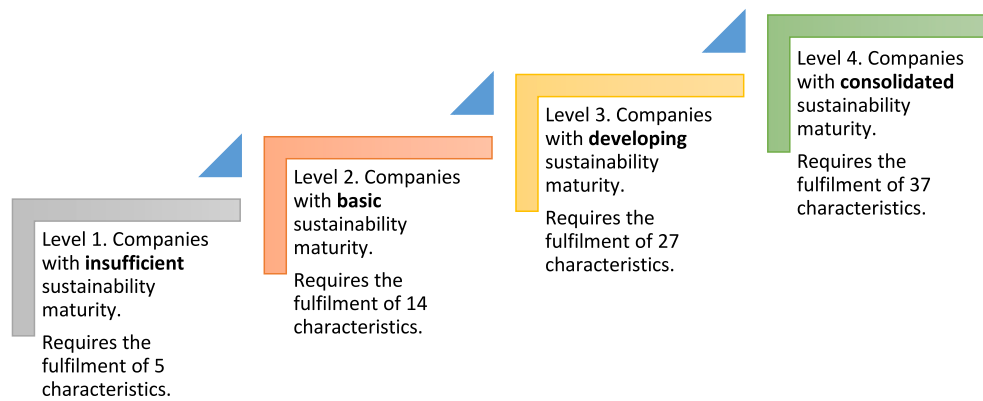 Level 1. Companies
with insufficient
sustainability
maturity.
Requires the
fulfilment of 5
characteristics.
Level 2. Companies
with basic
sustainability
maturity.
Requires the
fulfilment of 14
characteristics.
Level 3. Companies
with developing
sustainability
maturity.
Requires the
fulfilment of 27
characteristics.
Level 4. Companies
with consolidated
sustainability
maturity.
Requires the
fulfilment of 37
characteristics.